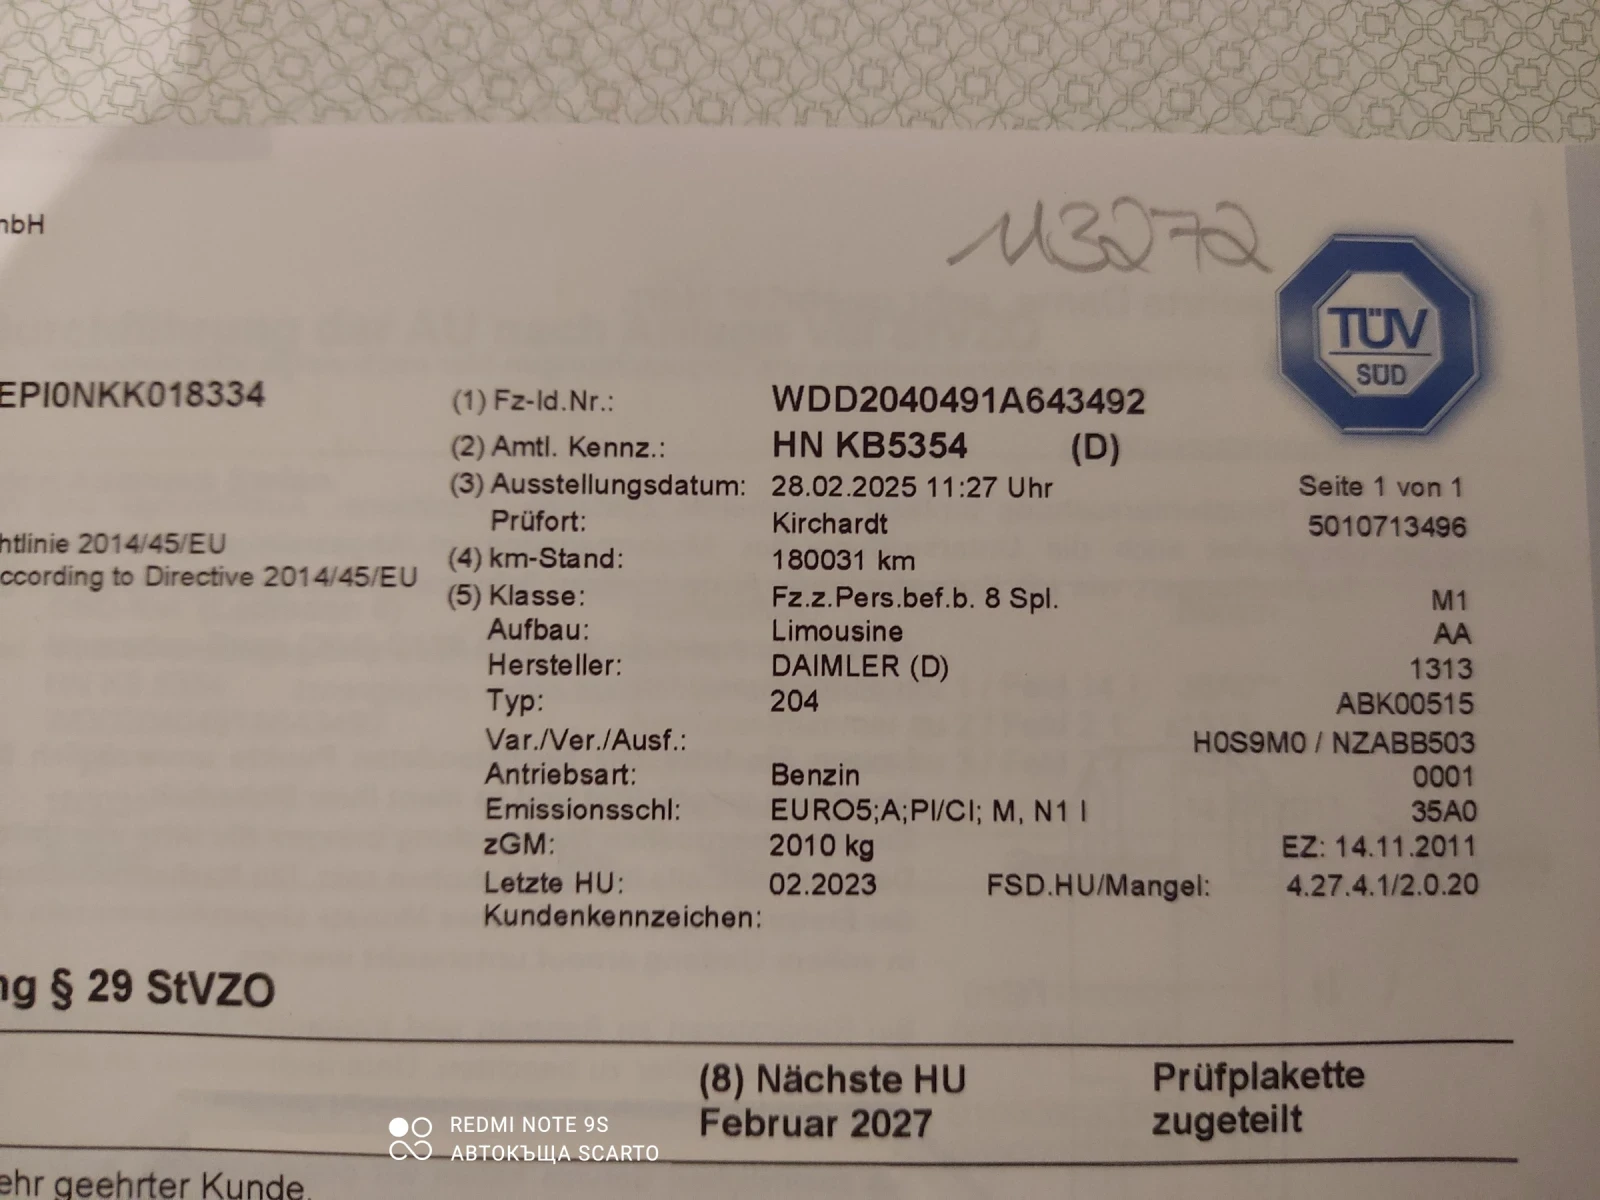 mbH
113272
TÜV
SÜD
EPI0NKK018334
(1) Fz-Id.Nr.: WDD2040491A643492
(2) Amtl. Kennz.: HN KB5354 (D)
(3) Ausstellungsdatum: 28.02.2025 11:27 Uhr Seite 1 von 1
Prüfort: Kirchardt 5010713496
htlinie 2014/45/EU
(4) km-Stand: 180031 km
ccording to Directive 2014/45/EU
(5) Klasse: Fz.z.Pers.bef.b. 8 Spl. M1
Aufbau: Limousine AA
Hersteller: DAIMLER (D) 1313
Typ: 204 ABK00515
Var./Ver./Ausf.: H0S9M0 / NZABB503
Antriebsart: Benzin 0001
Emissionsschl: EURO5;A;PI/CI; M, N1 I 35A0
zGM: 2010 kg EZ: 14.11.2011
Letzte HU: 02.2023 FSD.HU/Mangel: 4.27.4.1/2.0.20
Kundenkennzeichen:
ng § 29 StVZO
(8) Nächste HU Prüfplakette
Februar 2027 zugeteilt
REDMI NOTE 9S
АВТОКЪЩА SCARTO
ehr geehrter Kunde,